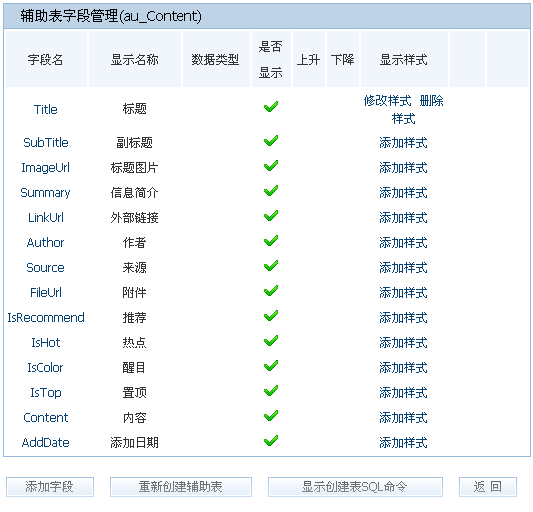 辅助表字段管理(au_Content)
字段名 显示名称 数据类型 是否显示 上升 下降 显示样式
Title 标题 修改样式 删除样式
SubTitle 副标题 添加样式
ImageUrl 标题图片 添加样式
Summary 信息简介 添加样式
LinkUrl 外部链接 添加样式
Author 作者 添加样式
Source 来源 添加样式
FileUrl 附件 添加样式
IsRecommend 推荐 添加样式
IsHot 热点 添加样式
IsColor 醒目 添加样式
IsTop 置顶 添加样式
Content 内容 添加样式
AddDate 添加日期 添加样式
添加字段 重新创建辅助表 显示创建表SQL命令 返 回